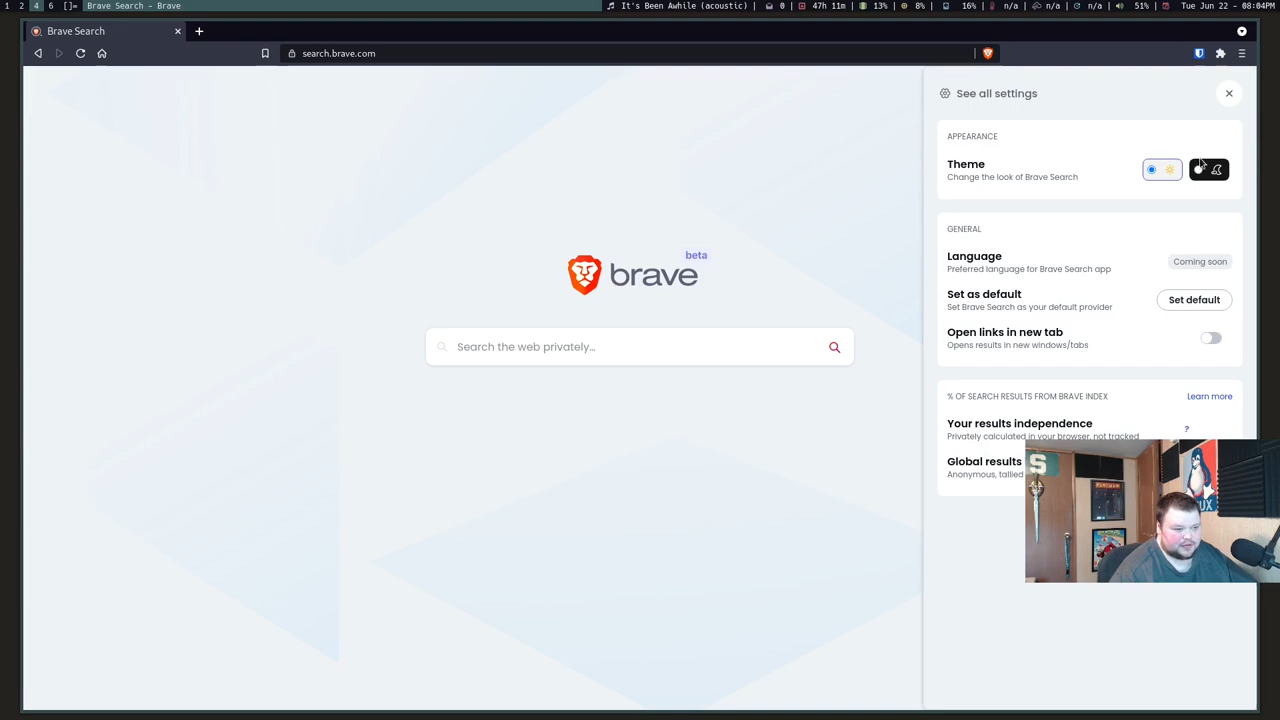 1 2 4 6 []= Brave Search - Brave
It's Been Awhile (acoustic) | 0 | 47h 11m | 13% | 8% | 16% | n/a | n/a | n/a | 51% | Tue Jun 22 - 08:04PM
Brave Search
search.brave.com
See all settings
APPEARANCE
Theme
Change the look of Brave Search
GENERAL
Language
Preferred language for Brave Search app
Coming soon
Set as default
Set Brave Search as your default provider
Set default
Open links in new tab
Opens results in new windows/tabs
% OF SEARCH RESULTS FROM BRAVE INDEX
Learn more
Your results independence
Privately calculated in your browser, not tracked
?
Global results
Anonymous, tallied
beta
brave
Search the web privately...
S